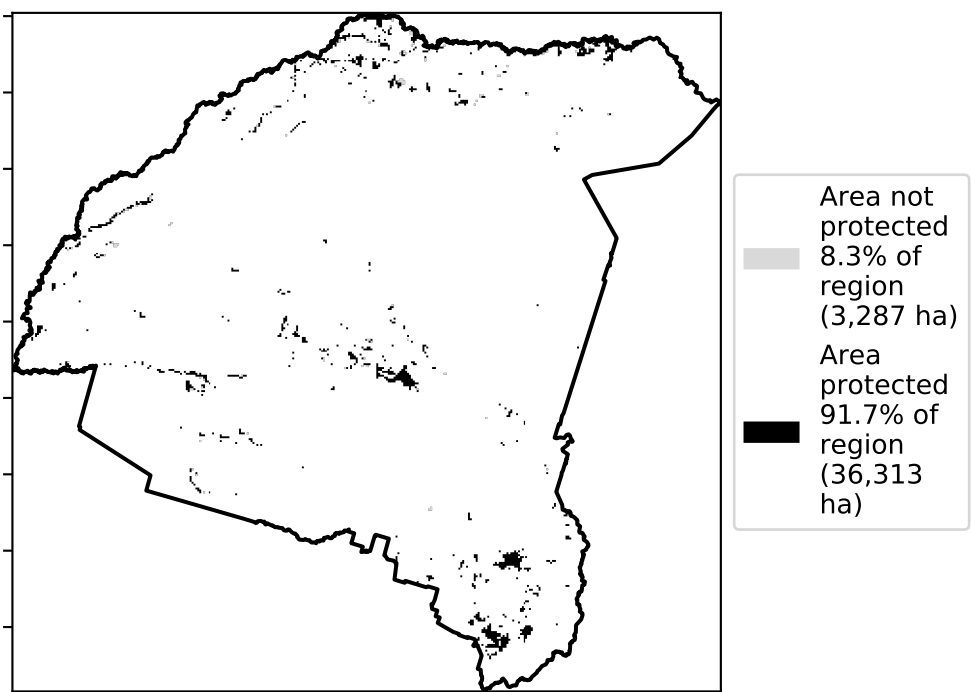 Area not
protected
8.3% of
region
(3,287 ha)
Area
protected
91.7% of
region
(36,313
ha)